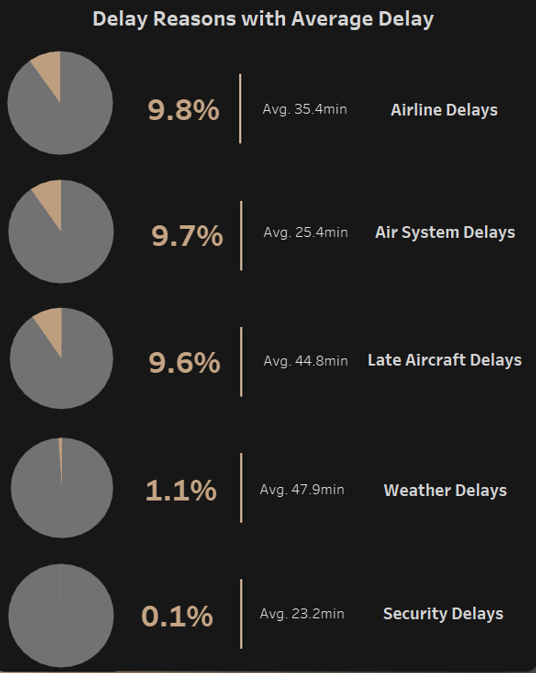 Delay Reasons with Average Delay
9.8% Avg. 35.4min Airline Delays
9.7% Avg. 25.4min Air System Delays
9.6% Avg. 44.8min Late Aircraft Delays
1.1% Avg. 47.9min Weather Delays
0.1% Avg. 23.2min Security Delays